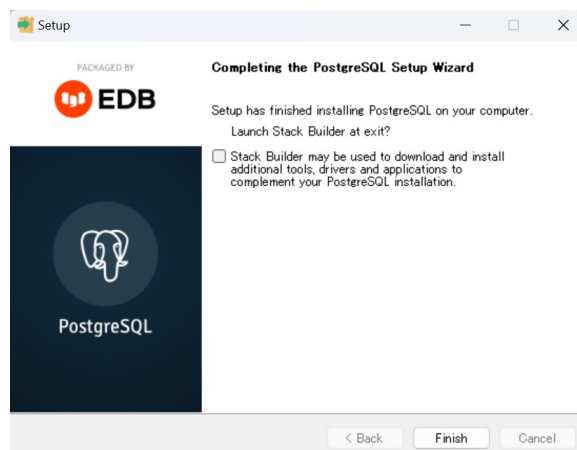 Setup
PACKAGED BY
EDB
Completing the PostgreSQL Setup Wizard
Setup has finished installing PostgreSQL on your computer.
Launch Stack Builder at exit?
Stack Builder may be used to download and install
additional tools, drivers and applications to
complement your PostgreSQL installation.
PostgreSQL
< Back
Finish
Cancel